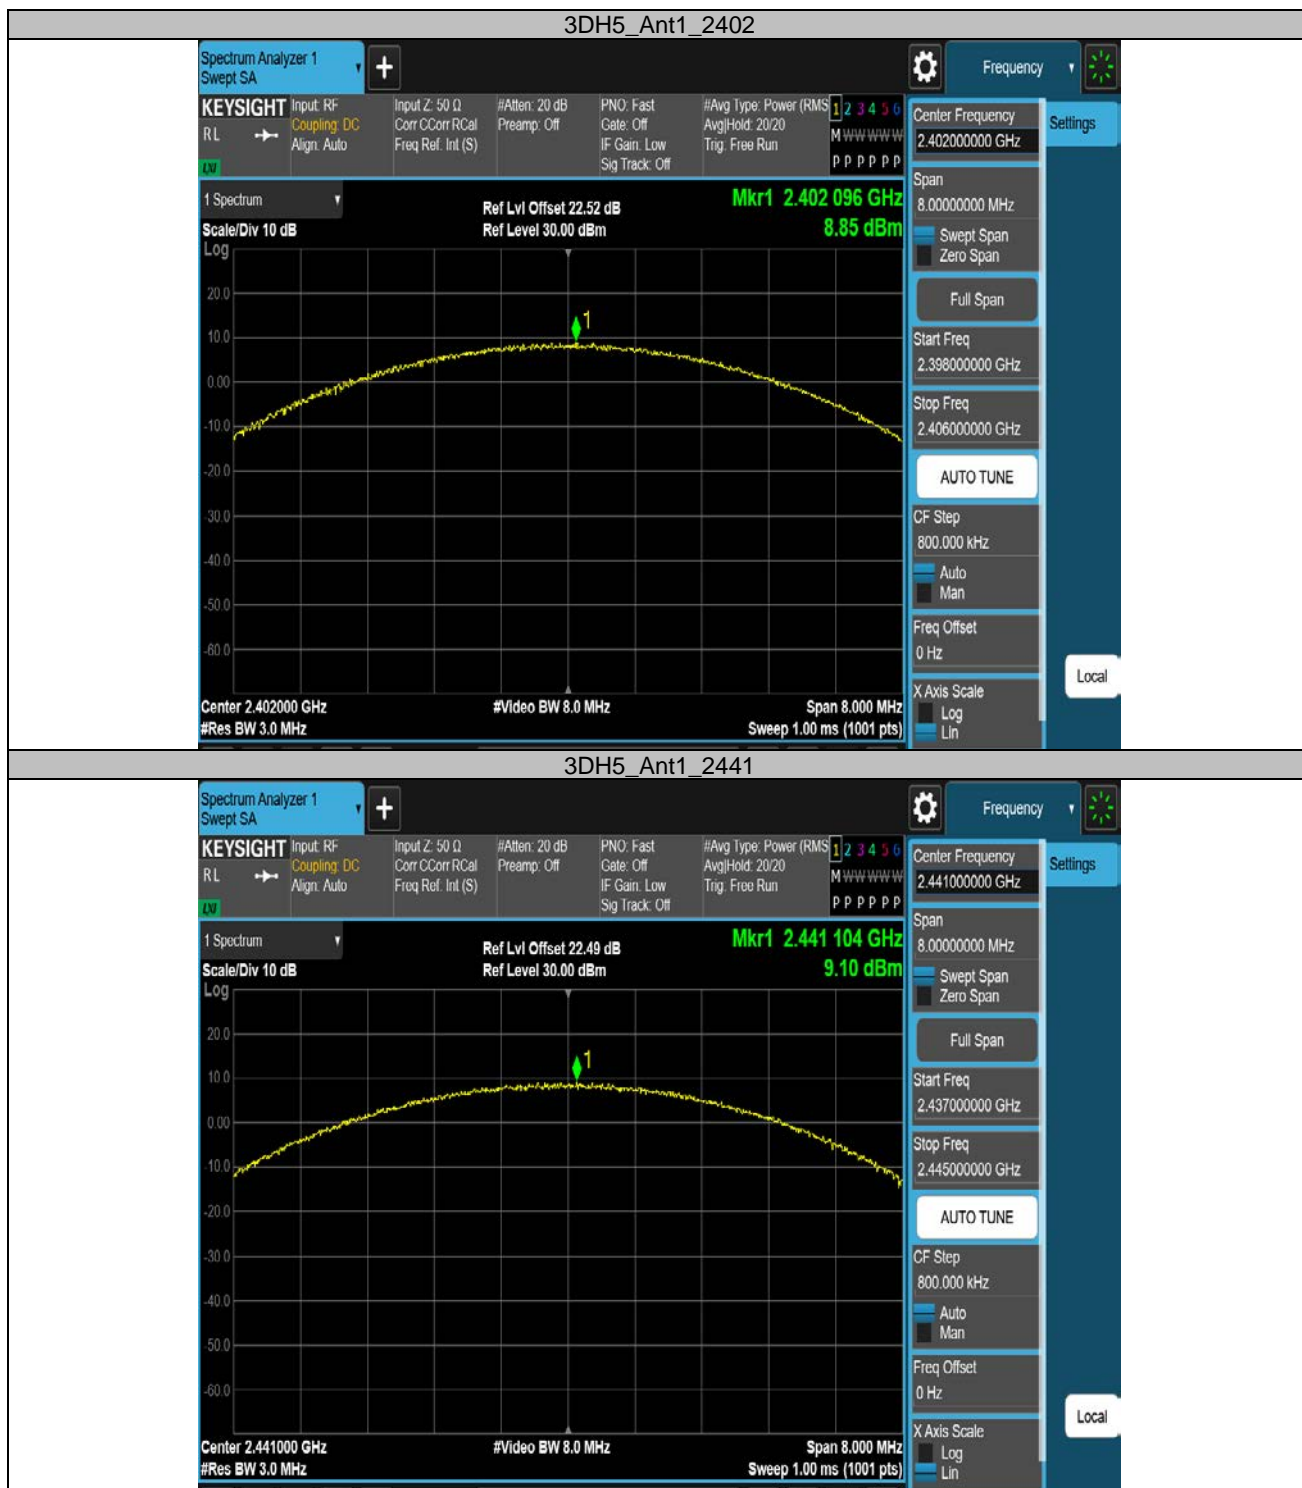 3DH5_Ant1_2402
Spectrum Analyzer 1
Swept SA
+
Frequency
KEYSIGHT
RL
LXI
Input: RF
Coupling: DC
Align: Auto
Input Z: 50 Ω
Corr CCorr RCal
Freq Ref: Int (S)
#Atten: 20 dB
Preamp: Off
PNO: Fast
Gate: Off
IF Gain: Low
Sig Track: Off
#Avg Type: Power (RMS
Avg|Hold: 20/20
Trig: Free Run
1 2 3 4 5 6
M W W W W W
P P P P P P
1 Spectrum
Scale/Div 10 dB
Log
Ref Lvl Offset 22.52 dB
Ref Level 30.00 dBm
Mkr1 2.402 096 GHz
8.85 dBm
1
20.0
10.0
0.00
-10.0
-20.0
-30.0
-40.0
-50.0
-60.0
Center 2.402000 GHz
#Res BW 3.0 MHz
#Video BW 8.0 MHz
Span 8.000 MHz
Sweep 1.00 ms (1001 pts)
Center Frequency
2.402000000 GHz
Settings
Span
8.00000000 MHz
Swept Span
Zero Span
Full Span
Start Freq
2.398000000 GHz
Stop Freq
2.406000000 GHz
AUTO TUNE
CF Step
800.000 kHz
Auto
Man
Freq Offset
0 Hz
X Axis Scale
Log
Lin
Local
3DH5_Ant1_2441
Spectrum Analyzer 1
Swept SA
+
Frequency
KEYSIGHT
RL
LXI
Input: RF
Coupling: DC
Align: Auto
Input Z: 50 Ω
Corr CCorr RCal
Freq Ref: Int (S)
#Atten: 20 dB
Preamp: Off
PNO: Fast
Gate: Off
IF Gain: Low
Sig Track: Off
#Avg Type: Power (RMS
Avg|Hold: 20/20
Trig: Free Run
1 2 3 4 5 6
M W W W W W
P P P P P P
1 Spectrum
Scale/Div 10 dB
Log
Ref Lvl Offset 22.49 dB
Ref Level 30.00 dBm
Mkr1 2.441 104 GHz
9.10 dBm
1
20.0
10.0
0.00
-10.0
-20.0
-30.0
-40.0
-50.0
-60.0
Center 2.441000 GHz
#Res BW 3.0 MHz
#Video BW 8.0 MHz
Span 8.000 MHz
Sweep 1.00 ms (1001 pts)
Center Frequency
2.441000000 GHz
Settings
Span
8.00000000 MHz
Swept Span
Zero Span
Full Span
Start Freq
2.437000000 GHz
Stop Freq
2.445000000 GHz
AUTO TUNE
CF Step
800.000 kHz
Auto
Man
Freq Offset
0 Hz
X Axis Scale
Log
Lin
Local